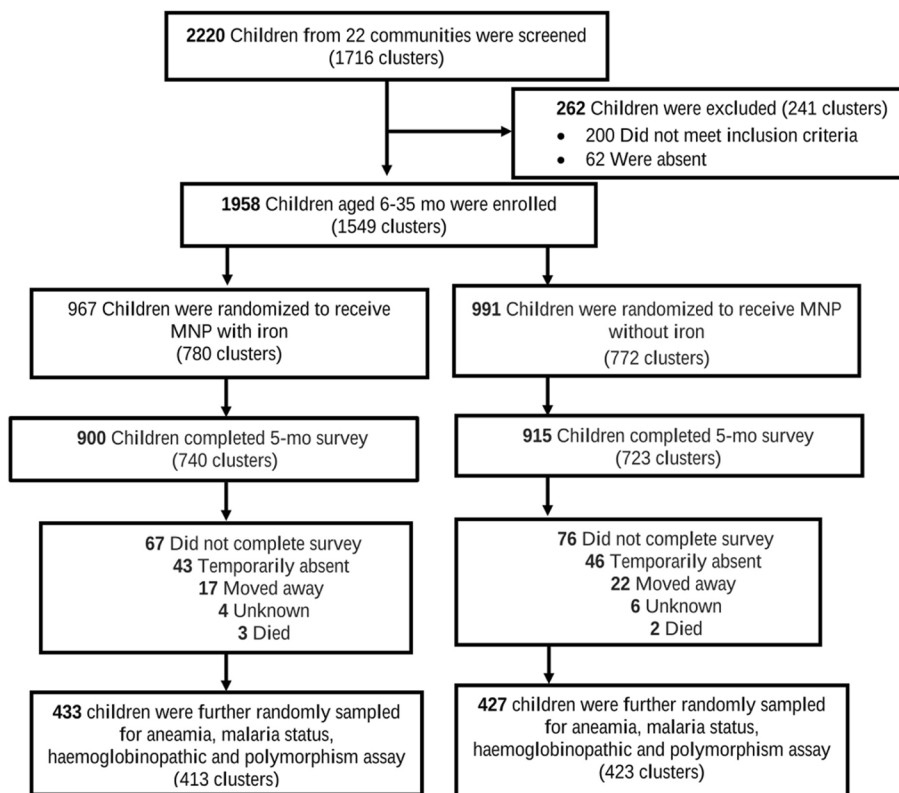 2220 Children from 22 communities were screened
(1716 clusters)
262 Children were excluded (241 clusters)
• 200 Did not meet inclusion criteria
• 62 Were absent
1958 Children aged 6-35 mo were enrolled
(1549 clusters)
967 Children were randomized to receive
MNP with iron
(780 clusters)
991 Children were randomized to receive MNP
without iron
(772 clusters)
900 Children completed 5-mo survey
(740 clusters)
915 Children completed 5-mo survey
(723 clusters)
67 Did not complete survey
43 Temporarily absent
17 Moved away
4 Unknown
3 Died
76 Did not complete survey
46 Temporarily absent
22 Moved away
6 Unknown
2 Died
433 children were further randomly sampled
for aneamia, malaria status,
haemoglobinopathic and polymorphism assay
(413 clusters)
427 children were further randomly sampled
for aneamia, malaria status,
haemoglobinopathic and polymorphism assay
(423 clusters)